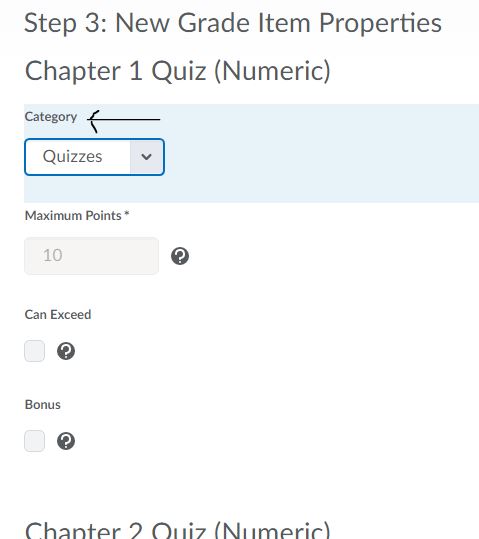 Step 3: New Grade Item Properties
Chapter 1 Quiz (Numeric)
Category
Quizzes
Maximum Points *
10
Can Exceed
Bonus
Chapter 2 Quiz (Numeric)